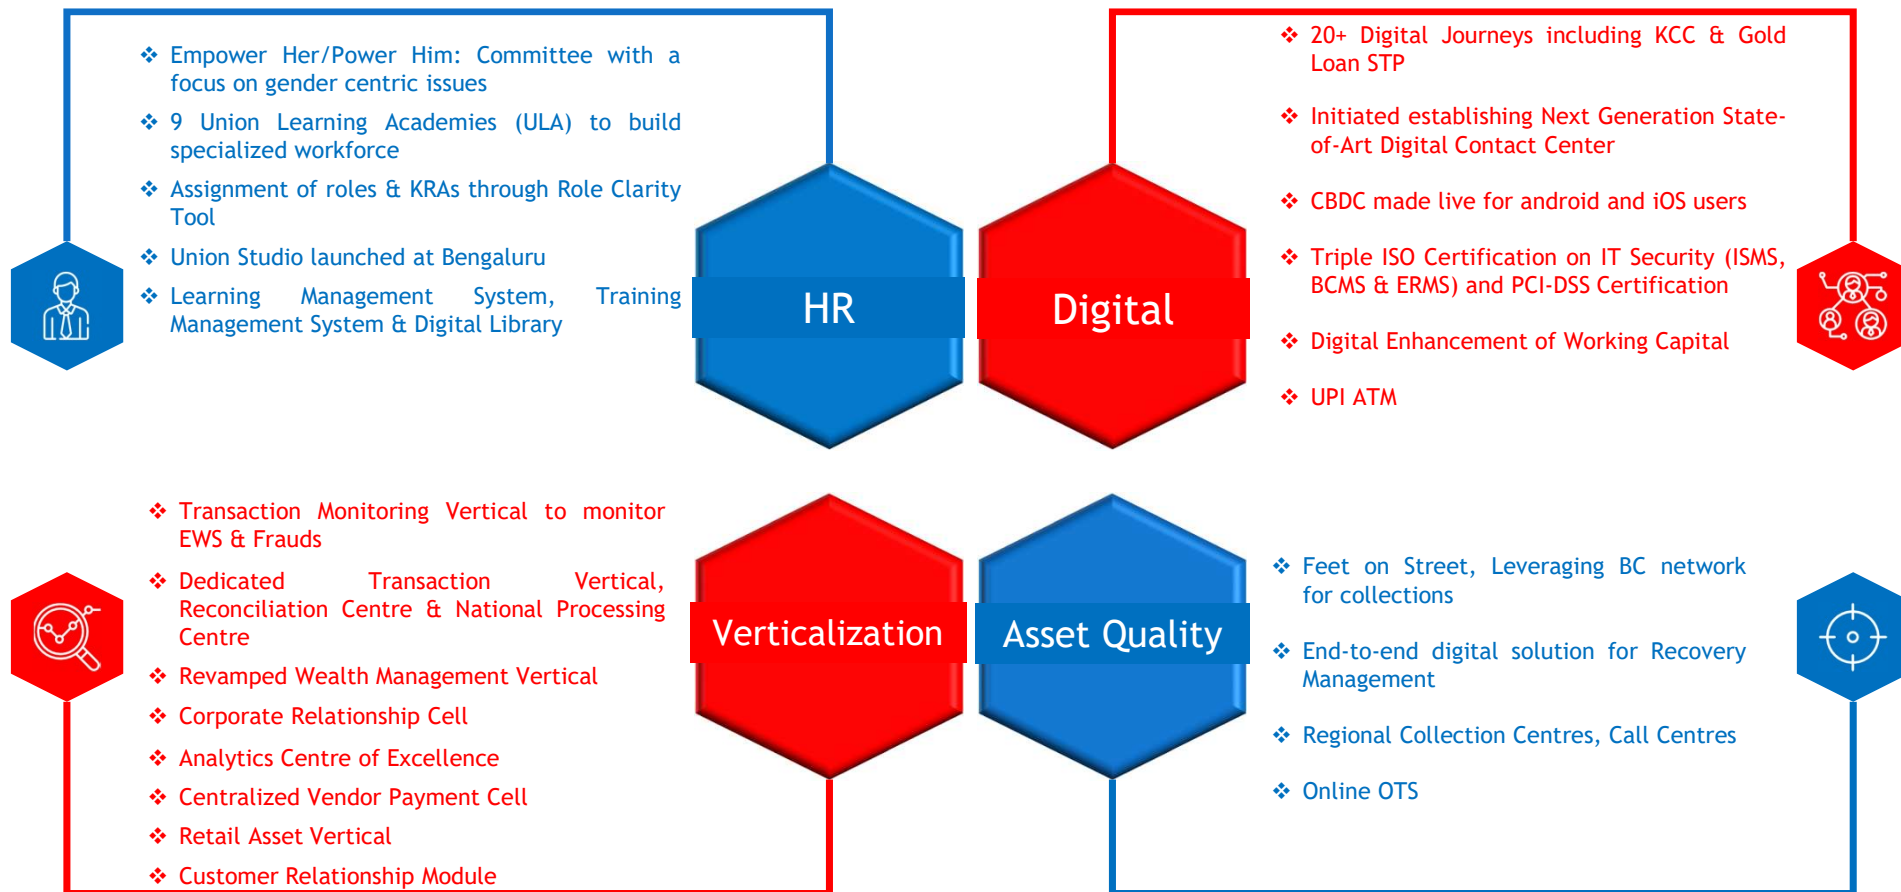 ❖ Empower Her/Power Him: Committee with a
focus on gender centric issues
❖ 9 Union Learning Academies (ULA) to build
specialized workforce
❖ Assignment of roles & KRAs through Role Clarity
Tool
❖ Union Studio launched at Bengaluru
❖ Learning Management System, Training
Management System & Digital Library
HR
Digital
❖ 20+ Digital Journeys including KCC & Gold
Loan STP
❖ Initiated establishing Next Generation State-
of-Art Digital Contact Center
❖ CBDC made live for android and iOS users
❖ Triple ISO Certification on IT Security (ISMS,
BCMS & ERMS) and PCI-DSS Certification
❖ Digital Enhancement of Working Capital
❖ UPI ATM
❖ Transaction Monitoring Vertical to monitor
EWS & Frauds
❖ Dedicated Transaction Vertical,
Reconciliation Centre & National Processing
Centre
❖ Revamped Wealth Management Vertical
❖ Corporate Relationship Cell
❖ Analytics Centre of Excellence
❖ Centralized Vendor Payment Cell
❖ Retail Asset Vertical
❖ Customer Relationship Module
Verticalization
Asset Quality
❖ Feet on Street, Leveraging BC network
for collections
❖ End-to-end digital solution for Recovery
Management
❖ Regional Collection Centres, Call Centres
❖ Online OTS